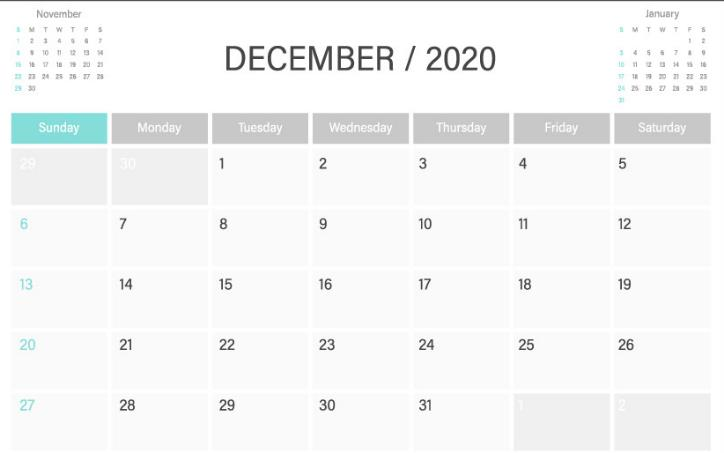 November
S M T W T F S
1 2 3 4 5 6 7
8 9 10 11 12 13 14
15 16 17 18 19 20 21
22 23 24 25 26 27 28
29 30
DECEMBER / 2020
January
S M T W T F S
1 2
3 4 5 6 7 8 9
10 11 12 13 14 15 16
17 18 19 20 21 22 23
24 25 26 27 28 29 30
31
Sunday Monday Tuesday Wednesday Thursday Friday Saturday
29 30 1 2 3 4 5
6 7 8 9 10 11 12
13 14 15 16 17 18 19
20 21 22 23 24 25 26
27 28 29 30 31 1 2